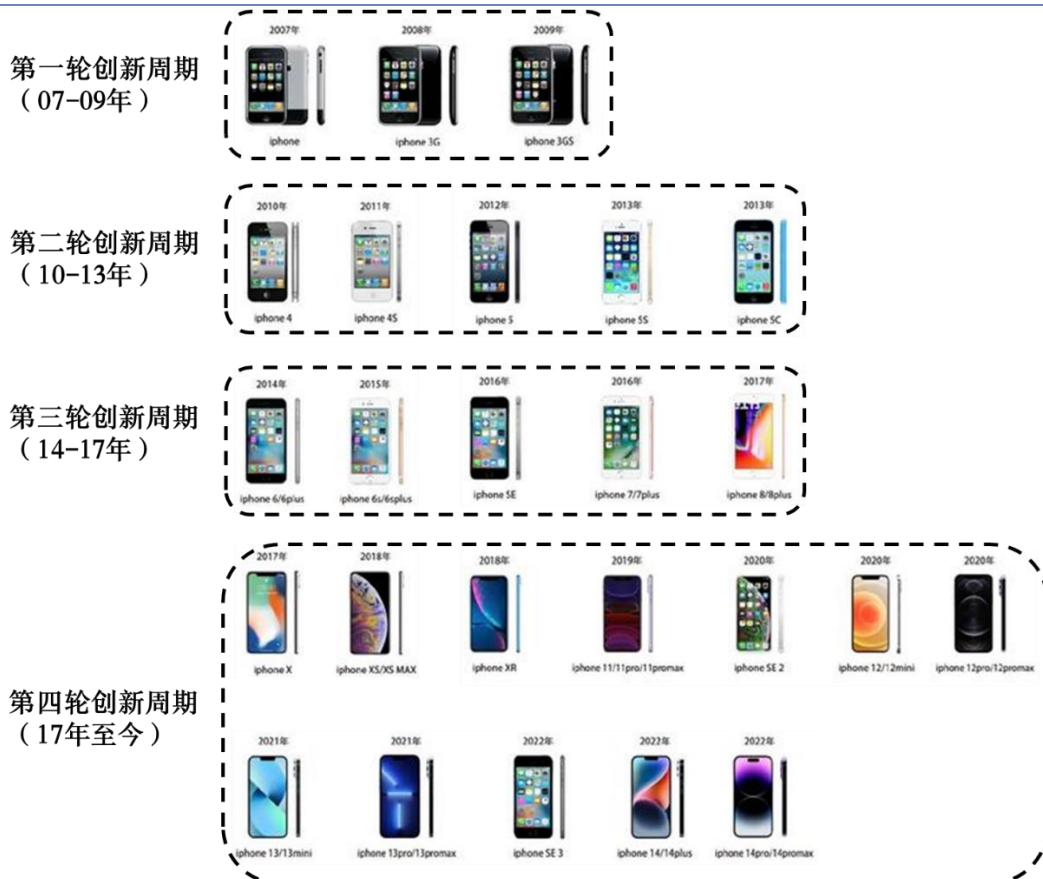 第一轮创新周期
（07-09年）
2007年
2008年
2009年
iphone
iphone 3G
iphone 3GS
第二轮创新周期
（10-13年）
2010年
2011年
2012年
2013年
2013年
iphone 4
iphone 4S
iphone 5
iphone 5S
iphone 5C
第三轮创新周期
（14-17年）
2014年
2015年
2016年
2016年
2017年
iphone 6/6plus
iphone 6s/6splus
iphone SE
iphone 7/7plus
iphone 8/8plus
第四轮创新周期
（17年至今）
2017年
2018年
2018年
2019年
2020年
2020年
2020年
iphone X
iphone XS/XS MAX
iphone XR
iphone 11/11pro/11promax
iphone SE 2
iphone 12/12mini
iphone 12pro/12promax
2021年
2021年
2022年
2022年
2022年
iphone 13/13mini
iphone 13pro/13promax
iphone SE 3
iphone 14/14plus
iphone 14pro/14promax